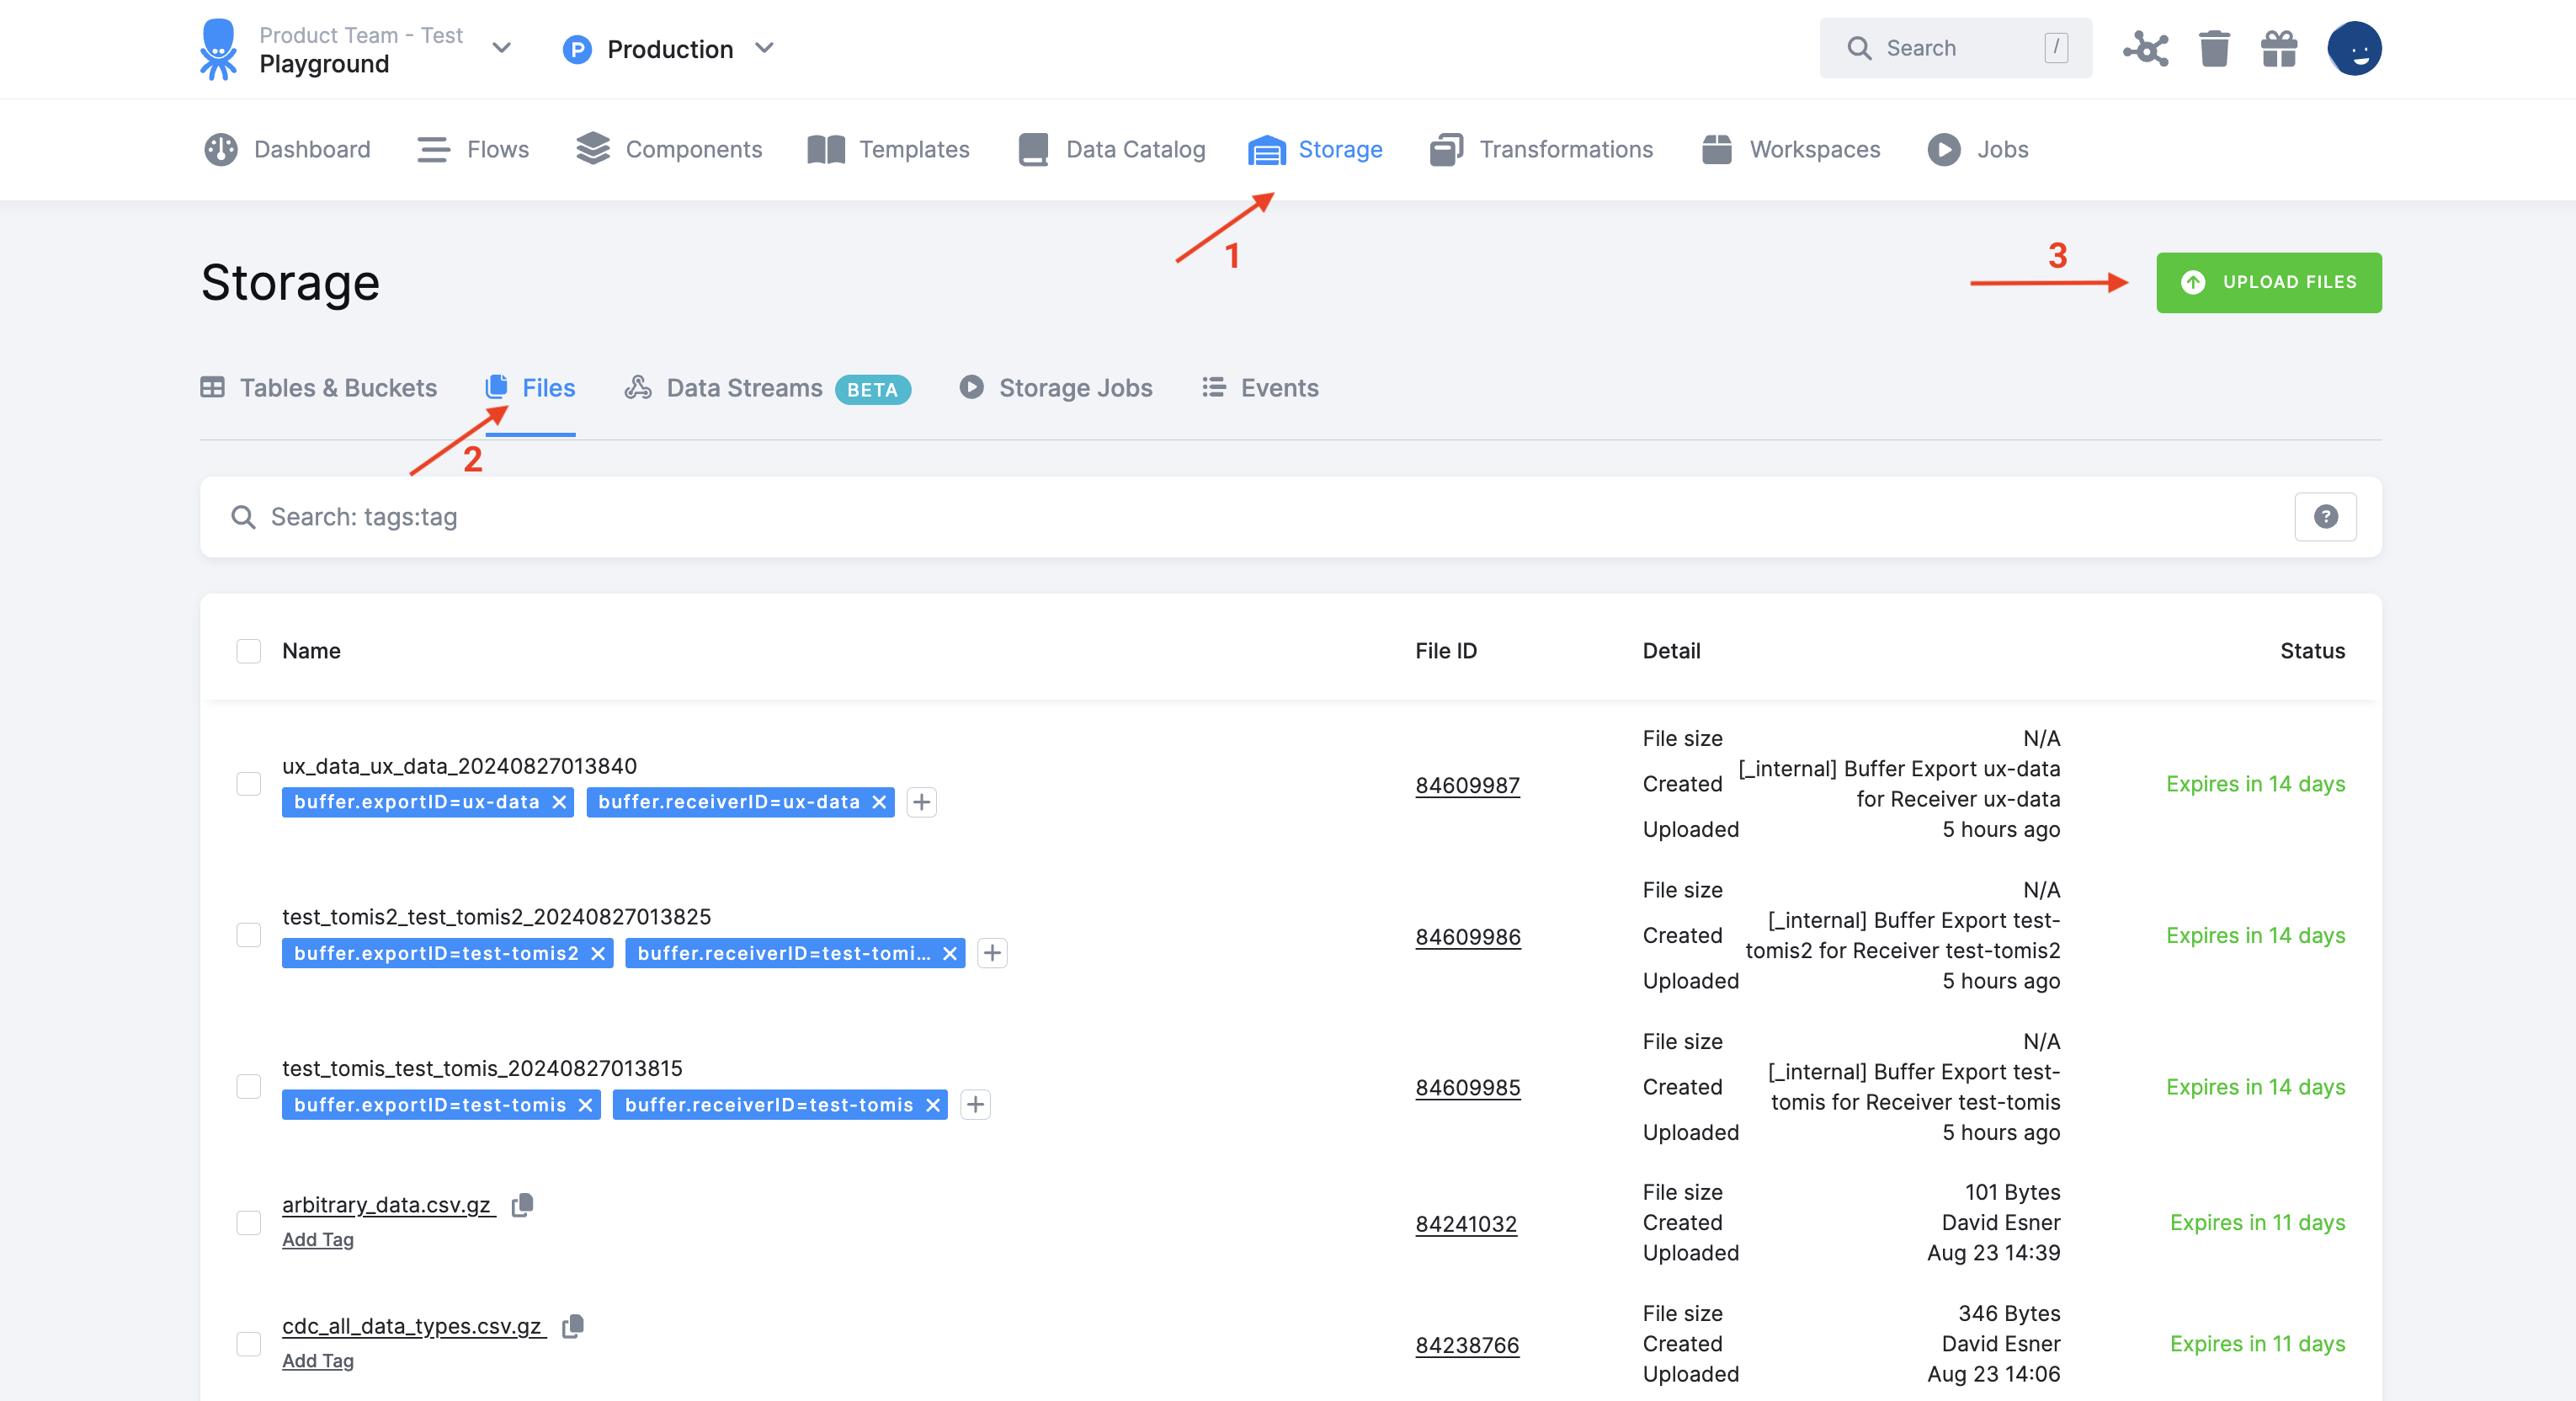 Product Team - Test
Playground
P Production
Search /
Dashboard Flows Components Templates Data Catalog Storage Transformations Workspaces Jobs
1
3
Storage
UPLOAD FILES
Tables & Buckets Files Data Streams BETA Storage Jobs Events
2
Search: tags:tag ?
Name File ID Detail Status
ux_data_ux_data_20240827013840
buffer.exportID=ux-data buffer.receiverID=ux-data
84609987
File size N/A
Created [_internal] Buffer Export ux-data
for Receiver ux-data
Uploaded 5 hours ago
Expires in 14 days
test_tomis2_test_tomis2_20240827013825
buffer.exportID=test-tomis2 buffer.receiverID=test-tomi...
84609986
File size N/A
Created [_internal] Buffer Export test-
tomis2 for Receiver test-tomis2
Uploaded 5 hours ago
Expires in 14 days
test_tomis_test_tomis_20240827013815
buffer.exportID=test-tomis buffer.receiverID=test-tomis
84609985
File size N/A
Created [_internal] Buffer Export test-
tomis for Receiver test-tomis
Uploaded 5 hours ago
Expires in 14 days
arbitrary_data.csv.gz
Add Tag
84241032
File size 101 Bytes
Created David Esner
Uploaded Aug 23 14:39
Expires in 11 days
cdc_all_data_types.csv.gz
Add Tag
84238766
File size 346 Bytes
Created David Esner
Uploaded Aug 23 14:06
Expires in 11 days